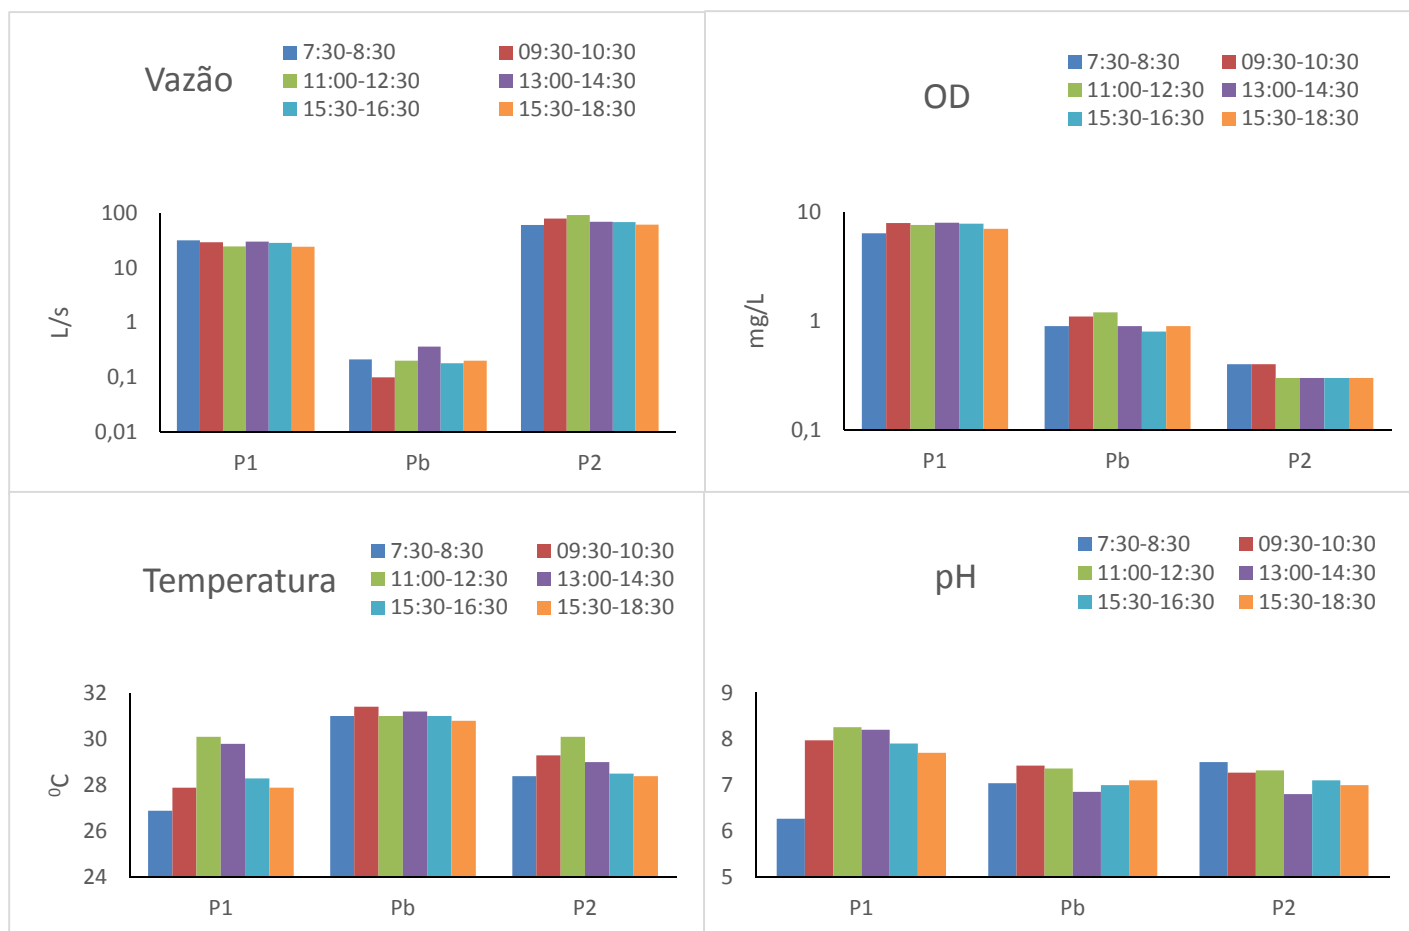 Vazão
7:30-8:30 09:30-10:30
11:00-12:30 13:00-14:30
15:30-16:30 15:30-18:30
L/s
100
10
1
0,1
0,01
P1 Pb P2
OD
7:30-8:30 09:30-10:30
11:00-12:30 13:00-14:30
15:30-16:30 15:30-18:30
mg/L
10
1
0,1
P1 Pb P2
Temperatura
7:30-8:30 09:30-10:30
11:00-12:30 13:00-14:30
15:30-16:30 15:30-18:30
⁰C
32
30
28
26
24
P1 Pb P2
pH
7:30-8:30 09:30-10:30
11:00-12:30 13:00-14:30
15:30-16:30 15:30-18:30
9
8
7
6
5
P1 Pb P2